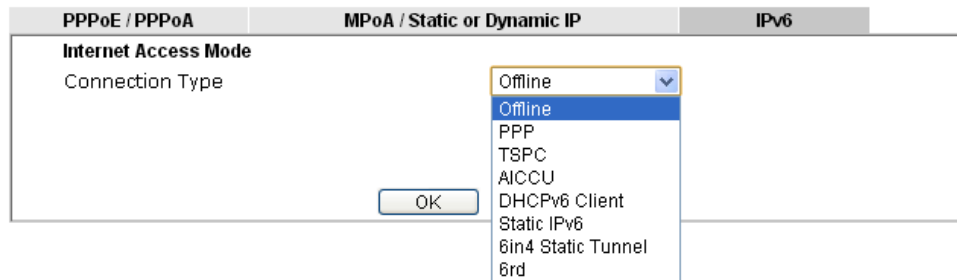 PPPoE / PPPoA MPoA / Static or Dynamic IP IPv6
Internet Access Mode
Connection Type Offline
Offline
PPP
TSPC
AICCU
DHCPv6 Client
Static IPv6
6in4 Static Tunnel
6rd
OK